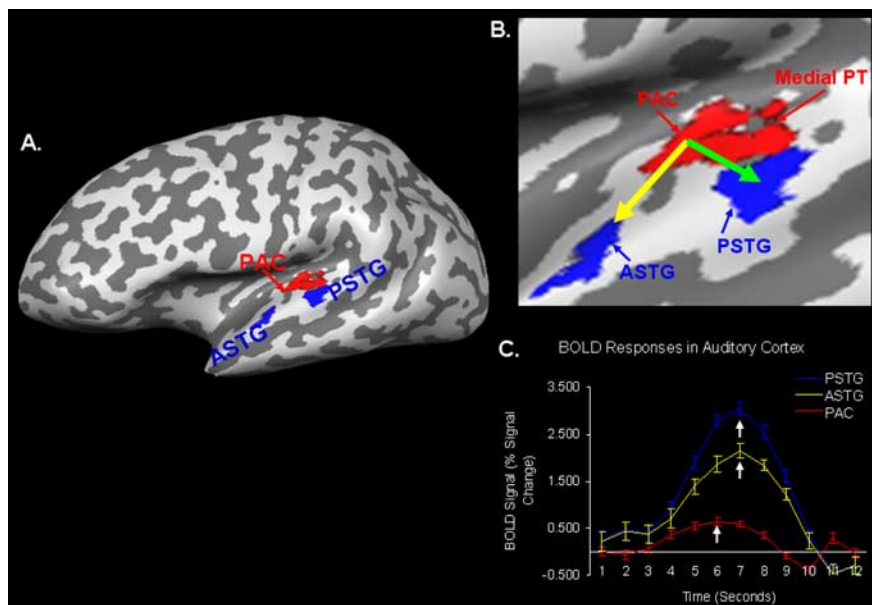 A.
PAC
PSTG
ASTG
B.
Medial PT
PAC
PSTG
ASTG
C. BOLD Responses in Auditory Cortex
PSTG
ASTG
PAC
BOLD Signal (% Signal
Change)
3.500
2.500
1.500
0.500
-0.500
1 2 3 4 5 6 7 8 9 10 11 12
Time (Seconds)